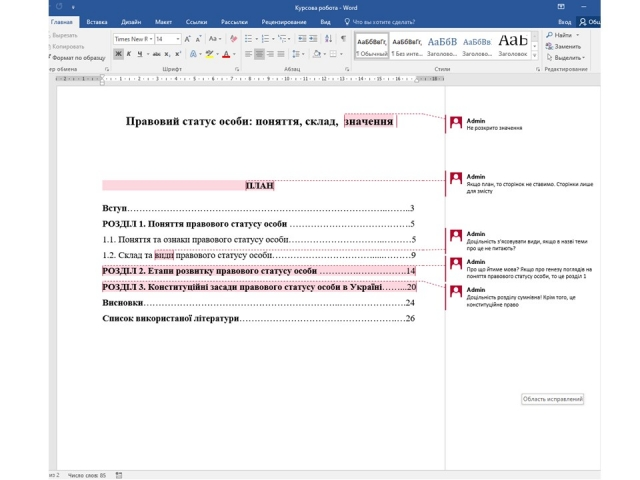 Курсова робота - Word
Главная Вставка Дизайн Макет Ссылки Рассылки Рецензирование Вид Что вы хотите сделать? Вход
Вырезать
Копировать
Формат по образцу
Times New R 14 A A Aa
Ж К Ч abc x₂ x²
АаБбВвГг, АаБбВвГг, АаБбВ АаБбВв Ааb
¶ Обычный ¶ Без инте... Заголово... Заголово... Заголовок
Найти
Заменить
Выделить
ер обмена Шрифт Абзац Стили Редактирование
Правовий статус особи: поняття, склад, значення
ПЛАН
Вступ……3
РОЗДІЛ 1. Поняття правового статусу особи ……5
1.1. Поняття та ознаки правового статусу особи……5
1.2. Склад та види правового статусу особи……9
РОЗДІЛ 2. Етапи розвитку правового статусу особи ……14
РОЗДІЛ 3. Конституційні засади правового статусу особи в Україні……20
Висновки……24
Список використаної літератури……26
Admin
Не розкрито значення
Admin
Якщо план, то сторінок не ставимо. Сторінки лише
для змісту
Admin
Доцільність з'ясовувати види, якщо в назві теми
про це не питають?
Admin
Про що йтиме мова? Якщо про генезу поглядів на
поняття правового статусу особи, то це розділ 1
Admin
Доцільність розділу сумнівна! Крім того, це
конституційне право
Область исправлений
из 2 Число слов: 85